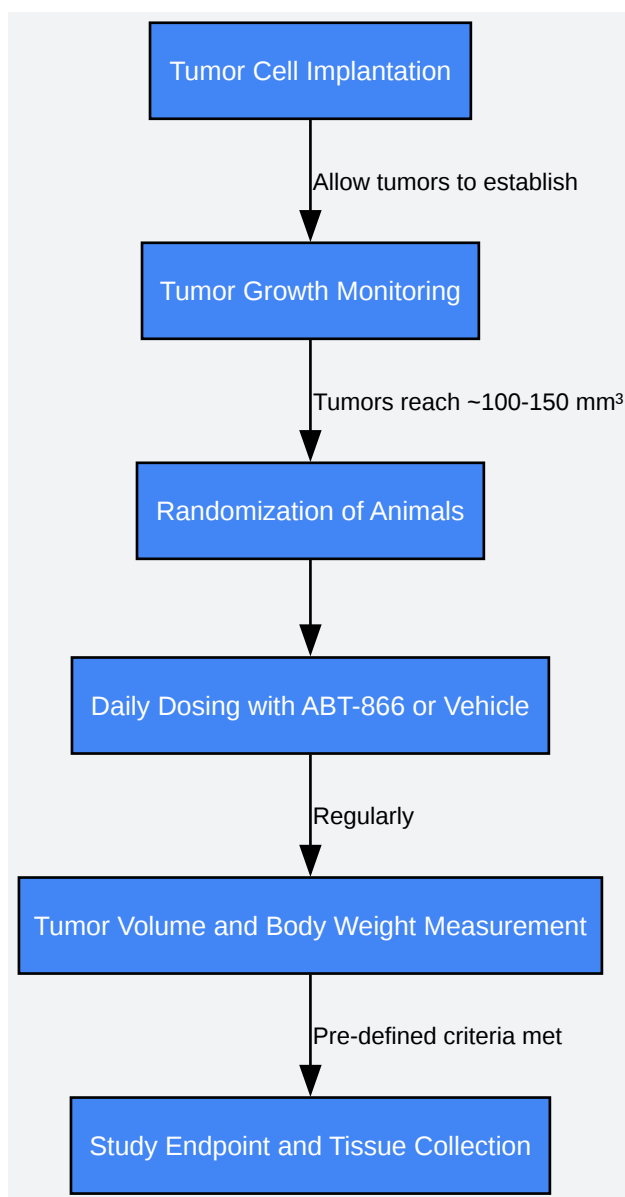 Tumor Cell Implantation
Allow tumors to establish
Tumor Growth Monitoring
Tumors reach ~100-150 mm³
Randomization of Animals
Daily Dosing with ABT-866 or Vehicle
Regularly
Tumor Volume and Body Weight Measurement
Pre-defined criteria met
Study Endpoint and Tissue Collection